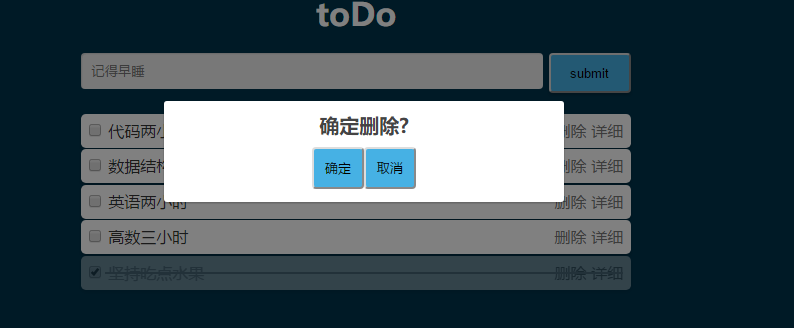 toDo
记得早睡
submit
确定删除?
确定 取消
代码两小 删除 详细
数据结构 删除 详细
英语两小时 删除 详细
高数三小时 删除 详细
坚持吃点水果 删除 详细